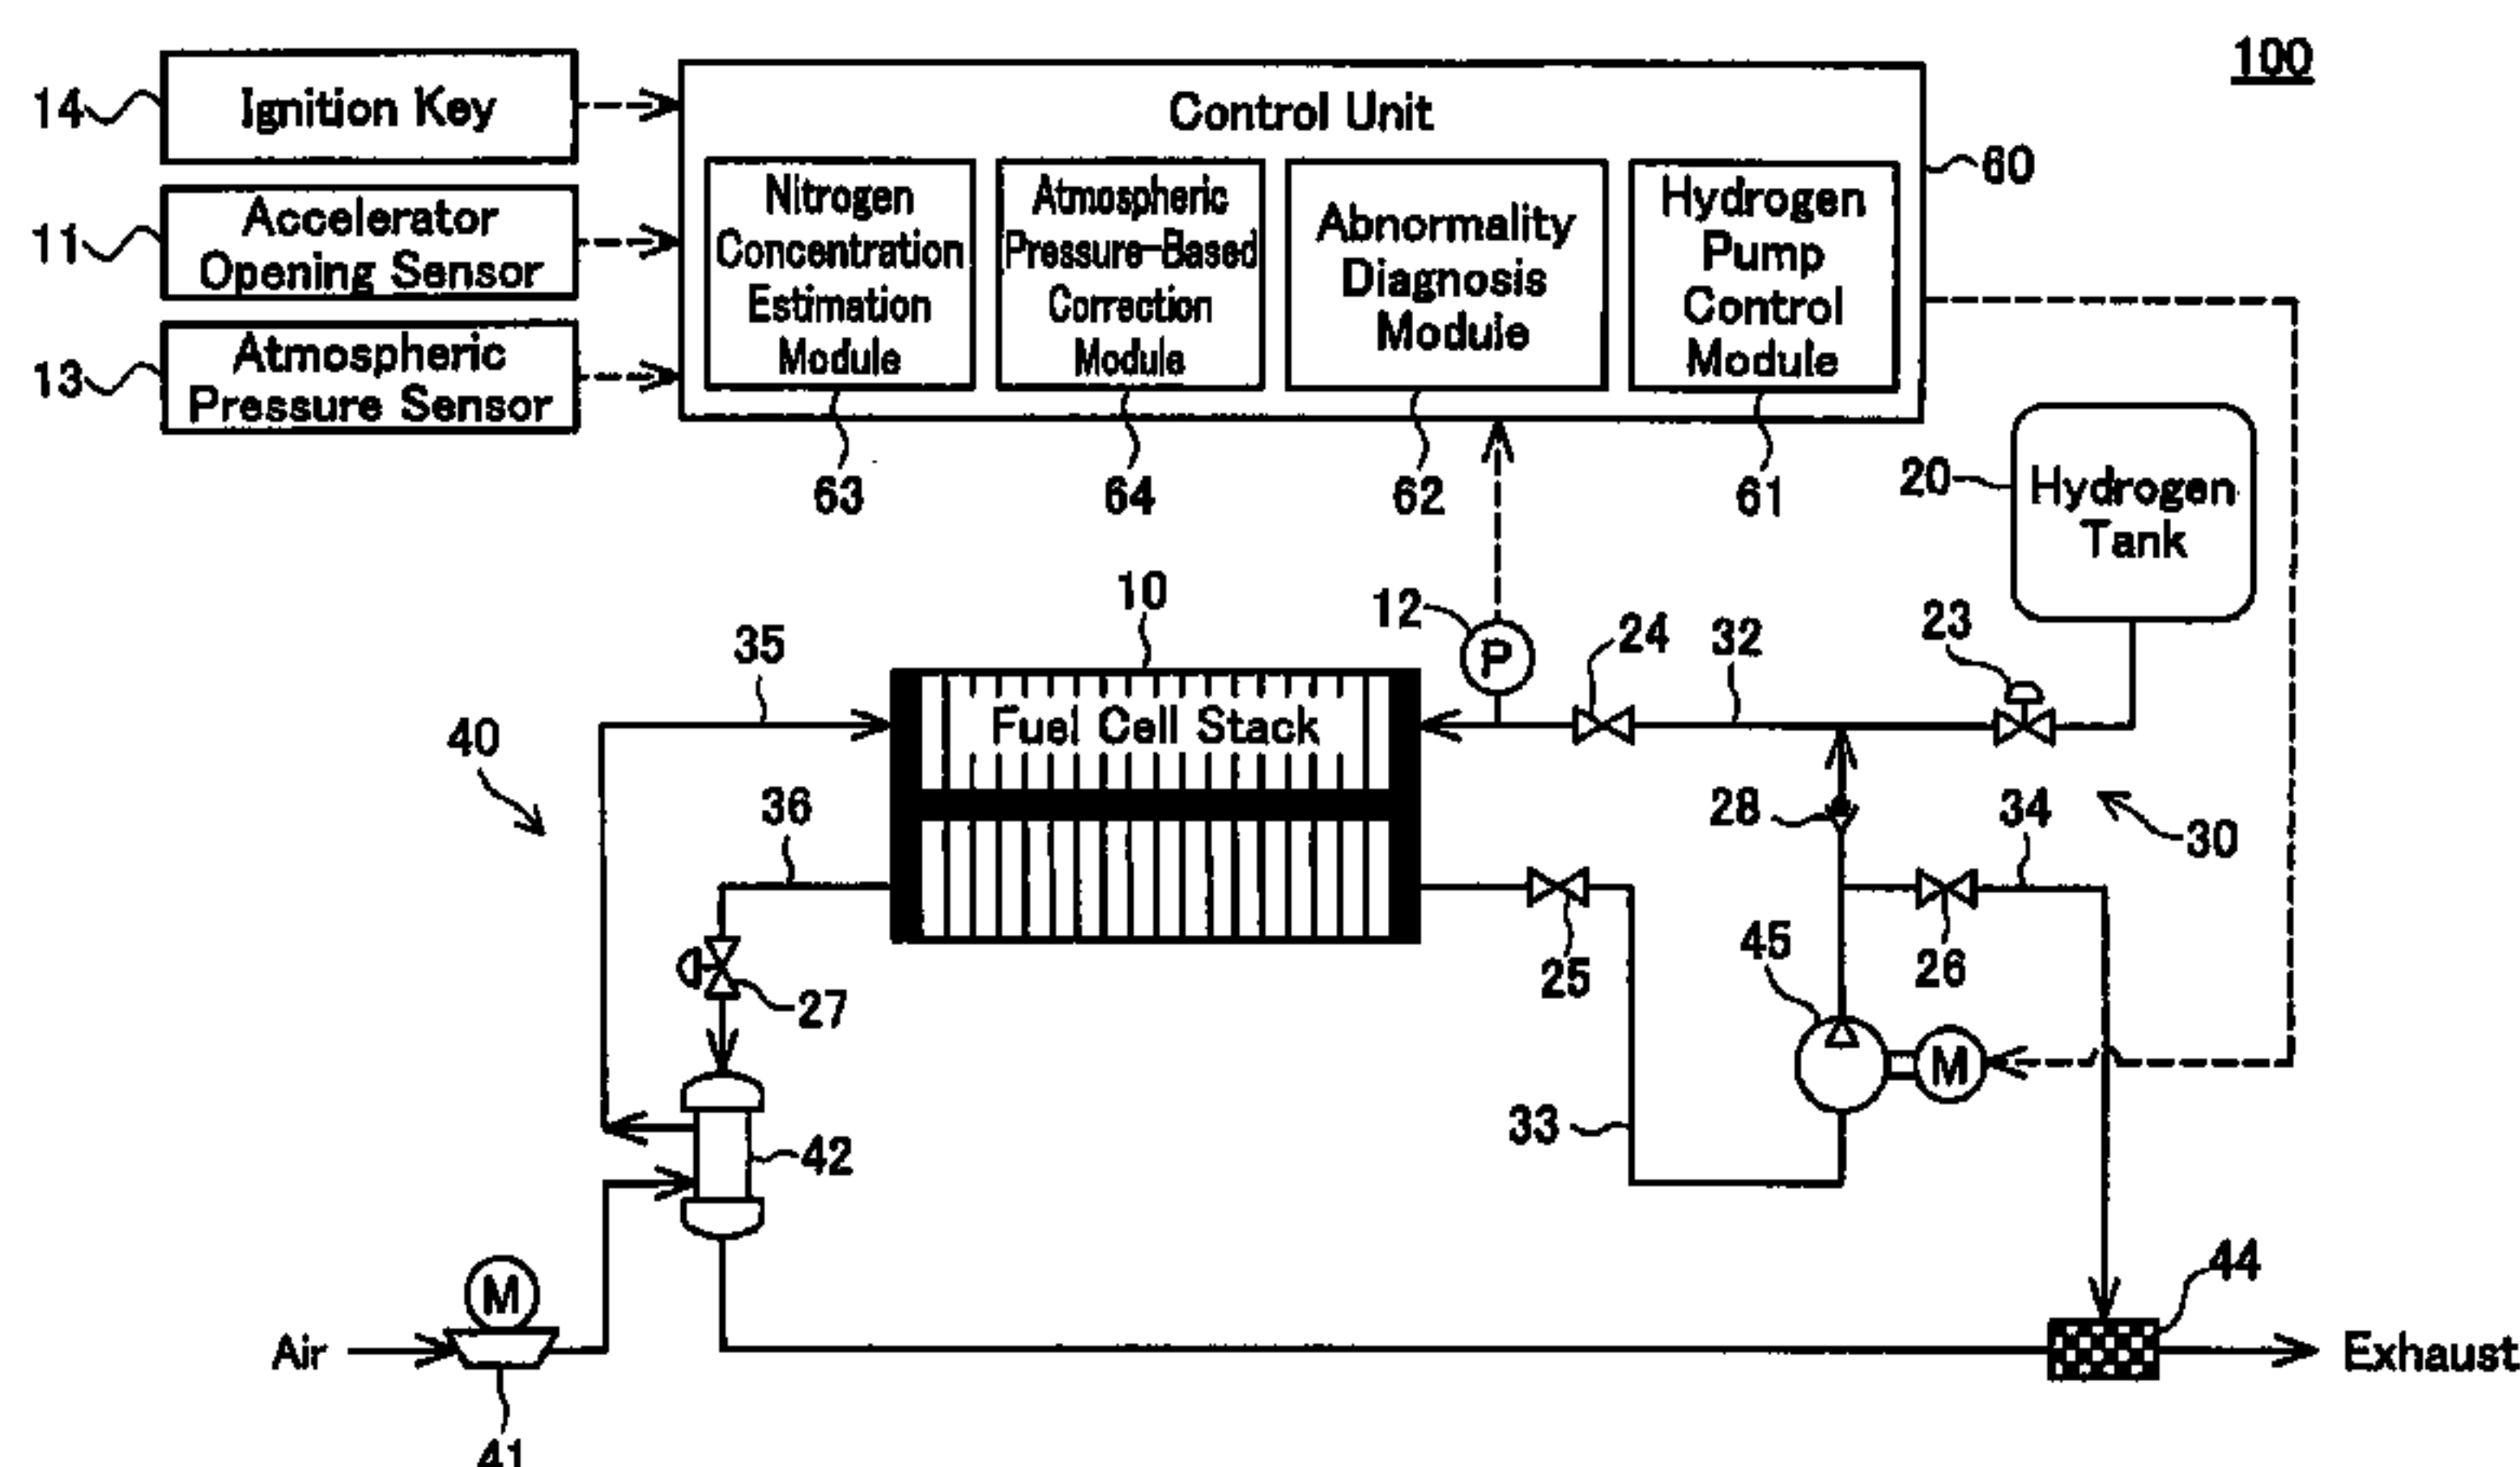 100
14
Ignition Key
Control Unit
60
11
Accelerator
Opening Sensor
13
Atmospheric
Pressure Sensor
Nitrogen
Concentration
Estimation
Module
Atmospheric
Pressure-Based
Correction
Module
Abnormality
Diagnosis
Module
Hydrogen
Pump
Control
Module
63
64
62
61
20
Hydrogen
Tank
10
12
P
24
32
23
35
40
Fuel Cell Stack
36
28
34
30
27
25
45
26
M
33
42
44
M
Air
Exhaust
41